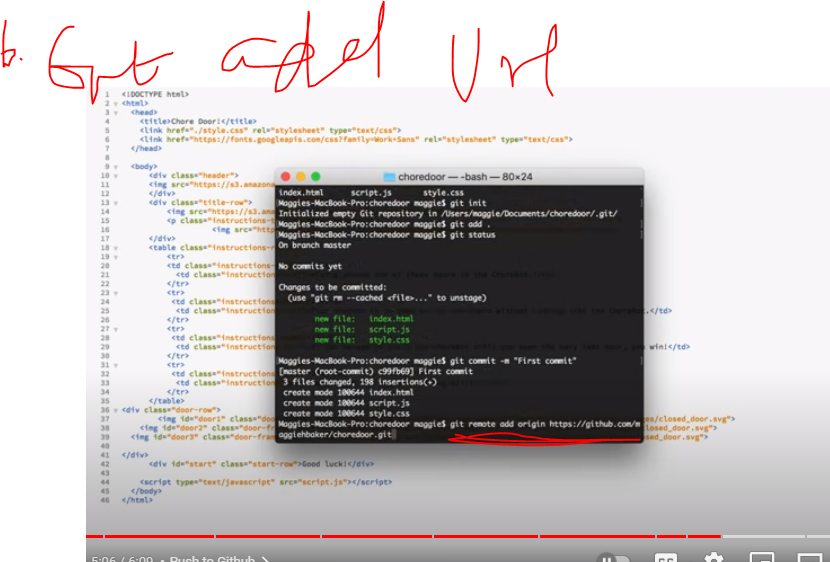 b. Gpt add Url
1 <!DOCTYPE html>
2 <html>
3 <head>
4 <title>Chore Door!</title>
5 <link href="./style.css" rel="stylesheet" type="text/css">
6 <link href="https://fonts.googleapis.com/css?family=Work+Sans" rel="stylesheet" type="text/css">
7 </head>
8
9 <body>
10 <div class="header">
11 <img src="https://s3.amazona
12 </div>
13 <div class="title-row">
14 <img src="https://s3.ama
15 <p class="instructions-t
16 <img src="http
17 </div>
18 <table class="instructions-r
19 <tr>
20 <td class="instructions
21 <td class="instructions
22 </tr>
23 <tr>
24 <td class="instructions
25 <td class="instructions </td>
26 </tr>
27 <tr>
28 <td class="instructions
29 <td class="instructions win!</td>
30 </tr>
31 <tr>
32 <td class="instructions
33 <td class="instructions
34 </tr>
35 </table>
36 <div class="door-row">
37 <img id="door1" class="door- es/closed_door.svg">
38 <img id="door2" class="door-fr closed_door.svg">
39 <img id="door3" class="door-fram losed_door.svg">
40
41 </div>
42 <div id="start" class="start-row">Good luck!</div>
43
44 <script type="text/javascript" src="script.js"></script>
45 </body>
46 </html>
choredoor — -bash — 80×24
index.html script.js style.css
Maggies-MacBook-Pro:choredoor maggie$ git init
Initialized empty Git repository in /Users/maggie/Documents/choredoor/.git/
Maggies-MacBook-Pro:choredoor maggie$ git add .
Maggies-MacBook-Pro:choredoor maggie$ git status
On branch master
No commits yet
Changes to be committed:
(use "git rm --cached <file>..." to unstage)
new file: index.html
new file: script.js
new file: style.css
Maggies-MacBook-Pro:choredoor maggie$ git commit -m "First commit"
[master (root-commit) c99fb69] First commit
3 files changed, 198 insertions(+)
create mode 100644 index.html
create mode 100644 script.js
create mode 100644 style.css
Maggies-MacBook-Pro:choredoor maggie$ git remote add origin https://github.com/m
aggiehbaker/choredoor.git
5:06 / 6:09 • Push to Github >